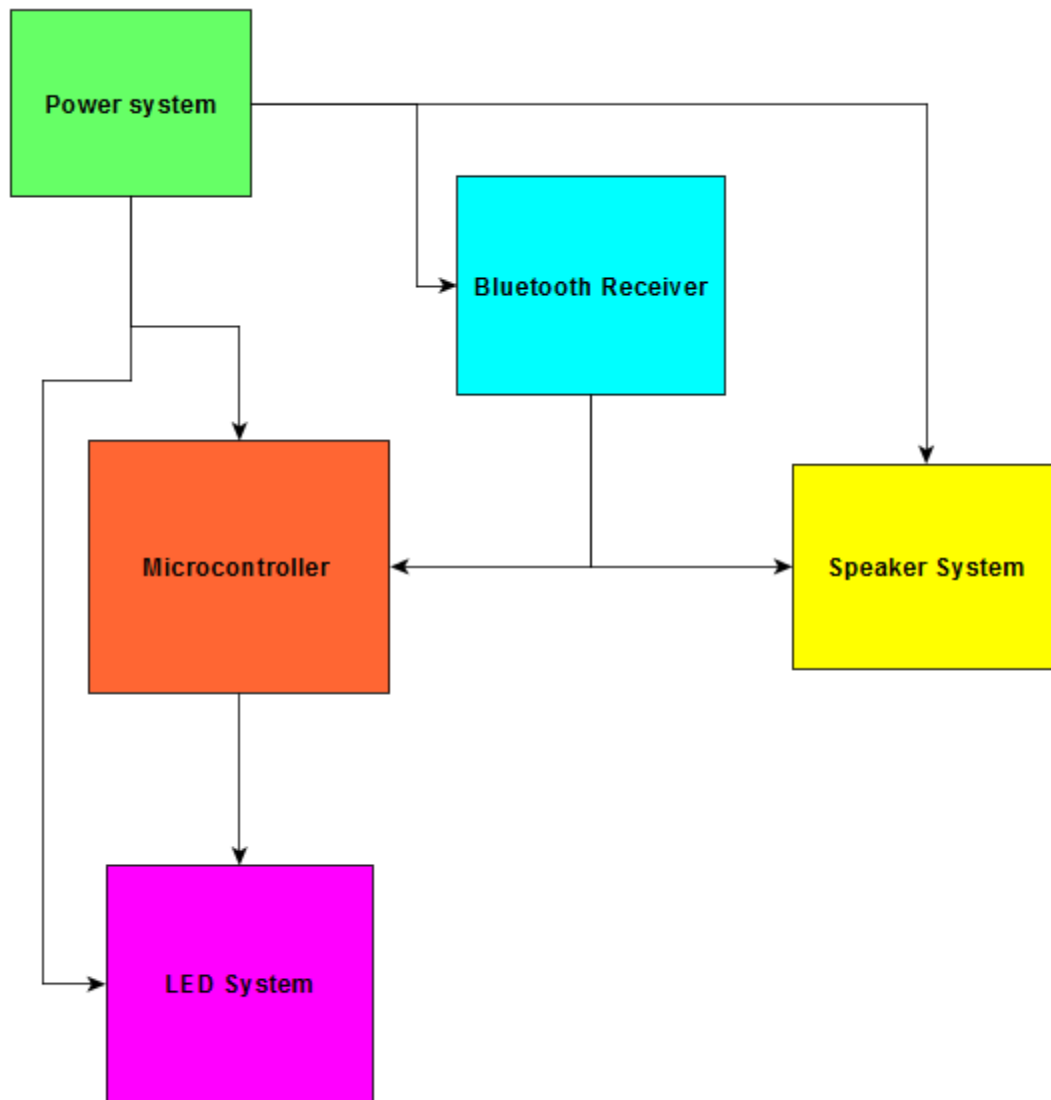 Power system
Bluetooth Receiver
Microcontroller
Speaker System
LED System